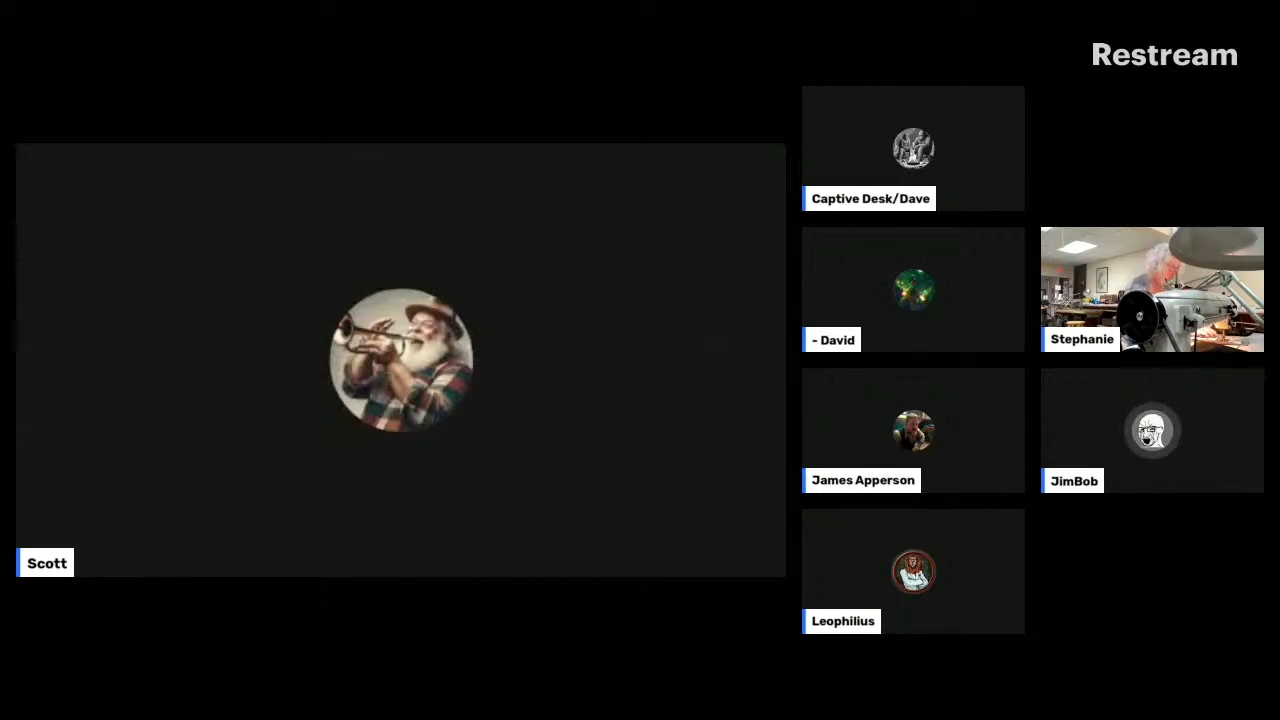 Restream
Captive Desk/Dave
- David
Stephanie
James Apperson
JimBob
Scott
Leophilius